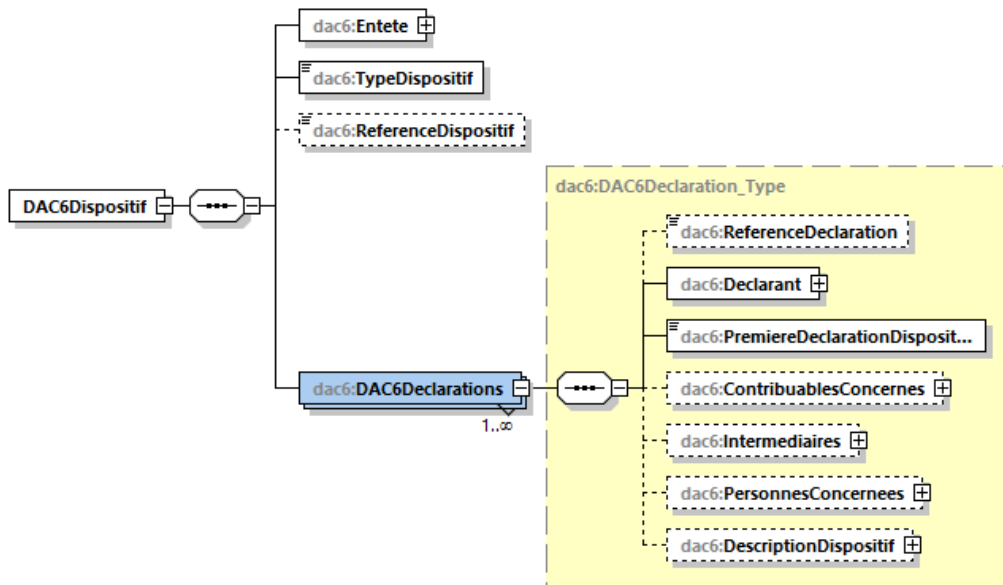 dac6:Entete
dac6:TypeDispositif
dac6:ReferenceDispositif
DAC6Dispositif
dac6:DAC6Declarations
1..∞
dac6:DAC6Declaration_Type
dac6:ReferenceDeclaration
dac6:Declarant
dac6:PremiereDeclarationDisposit...
dac6:ContribuablesConcernes
dac6:Intermediaires
dac6:PersonnesConcernees
dac6:DescriptionDispositif